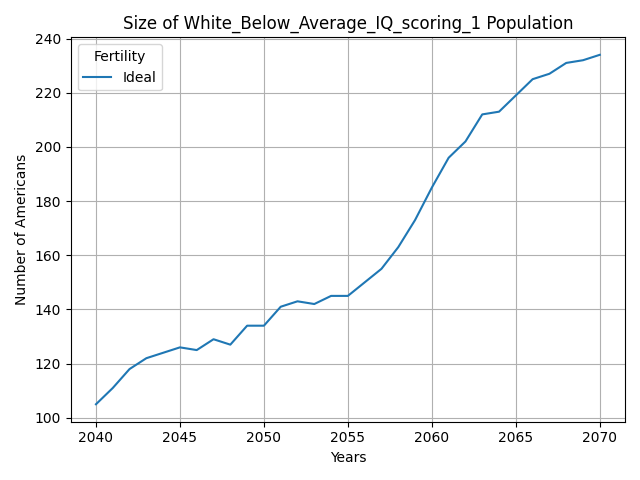 Size of White_Below_Average_IQ_scoring_1 Population
Fertility
Ideal
Number of Americans
240
220
200
180
160
140
120
100
2040 2045 2050 2055 2060 2065 2070
Years